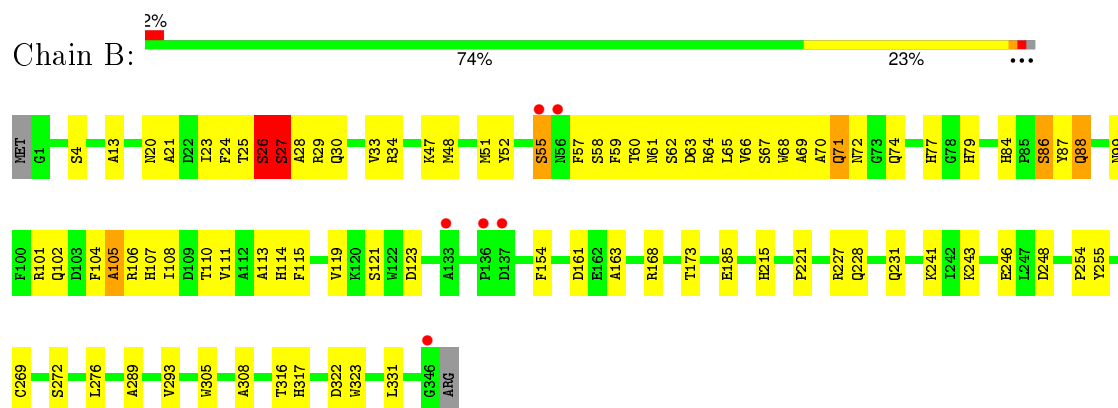 2%
Chain B:
74% 23% •••
MET G1 S4 A13 N20 A21 D22 I23 F24 T25 S26 S27 A28 R29 Q30 V33 R34 K47 M48 M51 Y52 S55 N56 F57 S58 F59 T60 N61 S62 D63 R64 L65 V66 S67 W68 A69 A70 Q71 N72 G73 Q74 H77 G78 H79 H84 P85 S86 Y87 Q88 N99
F100 R101 Q102 D103 F104 A105 R106 H107 I108 D109 T110 V111 A112 A113 H114 F115 V119 K120 S121 W122 D123 A133 P136 D137 F154 D161 E162 A163 R168 T173 E185 H215 P221 R227 Q228 Q231 K241 I242 K243 E246 L247 D248 P254 Y255
C269 S272 L276 A289 V293 W305 A308 T316 H317 D322 W323 L331 G346 ARG